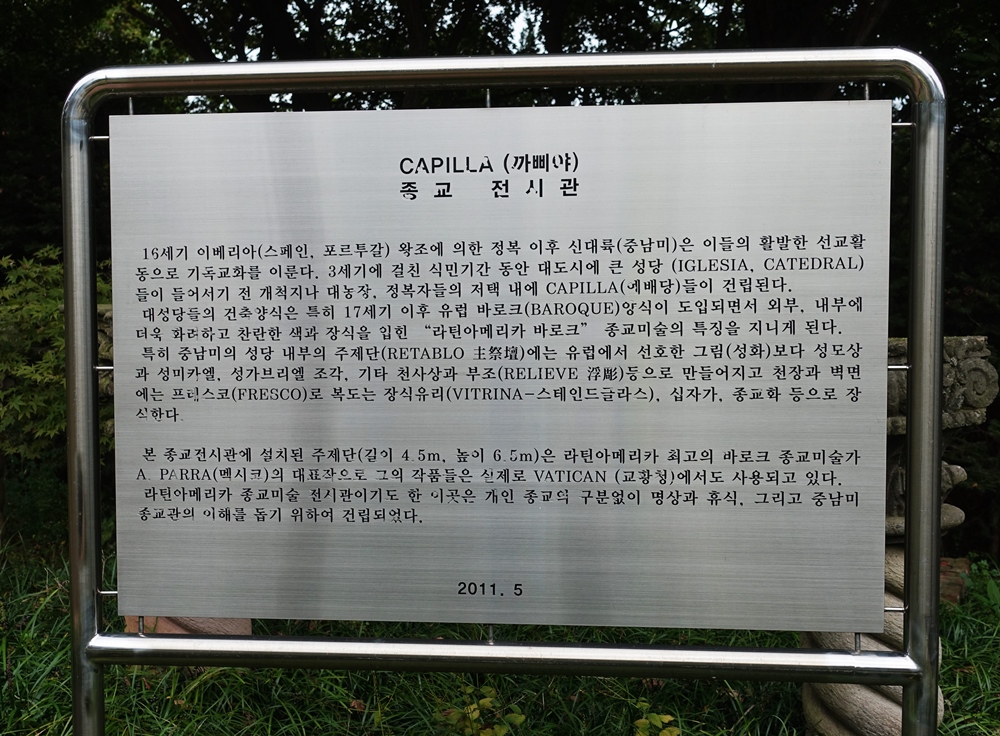 CAPILLA (까삐야)
종교 전시관
16세기 이베리아(스페인, 포르투갈) 왕조에 의한 정복 이후 신대륙(중남미)은 이들의 활발한 선교활
동으로 기독교화를 이룬다. 3세기에 걸친 식민기간 동안 대도시에 큰 성당 (IGLESIA, CATEDRAL)
들이 들어서기 전 개척지나 대농장, 정복자들의 저택 내에 CAPILLA(예배당)들이 건립된다.
대성당들의 건축양식은 특히 17세기 이후 유럽 바로크(BAROQUE)양식이 도입되면서 외부, 내부에
더욱 화려하고 찬란한 색과 장식을 입힌 “라틴아메리카 바로크” 종교미술의 특징을 지니게 된다.
특히 중남미의 성당 내부의 주제단(RETABLO 主祭壇)에는 유럽에서 선호한 그림(성화)보다 성모상
과 성미카엘, 성가브리엘 조각, 기타 천사상과 부조(RELIEVE 浮彫)등으로 만들어지고 천장과 벽면
에는 프레스코(FRESCO)로 복도는 장식유리(VITRINA-스테인드글라스), 십자가, 종교화 등으로 장
식한다.
본 종교전시관에 설치된 주제단(길이 4.5m, 높이 6.5m)은 라틴아메리카 최고의 바로크 종교미술가
A. PARRA(멕시코)의 대표작으로 그의 작품들은 실제로 VATICAN (교황청)에서도 사용되고 있다.
라틴아메리카 종교미술 전시관이기도 한 이곳은 개인 종교의 구분없이 명상과 휴식, 그리고 중남미
종교관의 이해를 돕기 위하여 건립되었다.
2011. 5